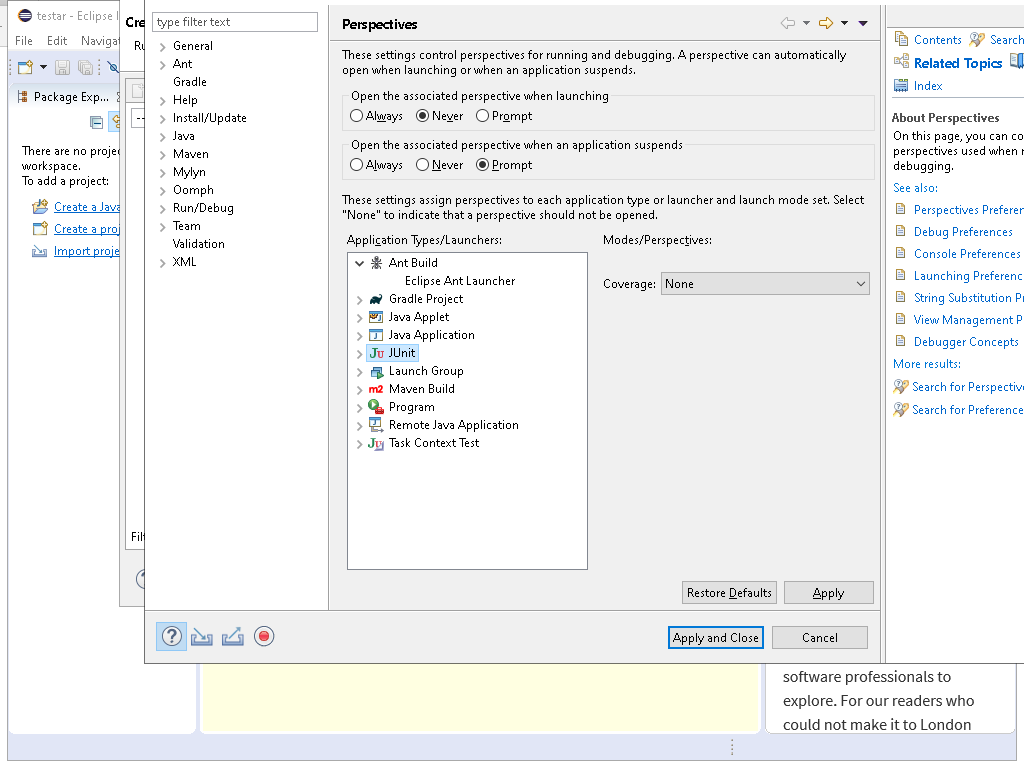 testar - Eclipse I
File Edit Navigat
Package Exp...
There are no proje
workspace.
To add a project:
Create a Java
Create a proj
Import proje
Cre
Ru
--
Filt
type filter text
General
Ant
Gradle
Help
Install/Update
Java
Maven
Mylyn
Oomph
Run/Debug
Team
Validation
XML
Perspectives
These settings control perspectives for running and debugging. A perspective can automatically
open when launching or when an application suspends.
Open the associated perspective when launching
Always Never Prompt
Open the associated perspective when an application suspends
Always Never Prompt
These settings assign perspectives to each application type or launcher and launch mode set. Select
"None" to indicate that a perspective should not be opened.
Application Types/Launchers:
Ant Build
Eclipse Ant Launcher
Gradle Project
Java Applet
Java Application
JUnit
Launch Group
Maven Build
Program
Remote Java Application
Task Context Test
Modes/Perspectives:
Coverage: None
Restore Defaults Apply
Apply and Close Cancel
Contents Search
Related Topics
Index
About Perspectives
On this page, you can co
perspectives used when r
debugging.
See also:
Perspectives Preferen
Debug Preferences
Console Preferences
Launching Preferenc
String Substitution Pr
View Management P
Debugger Concepts
More results:
Search for Perspective
Search for Preference
software professionals to
explore. For our readers who
could not make it to London